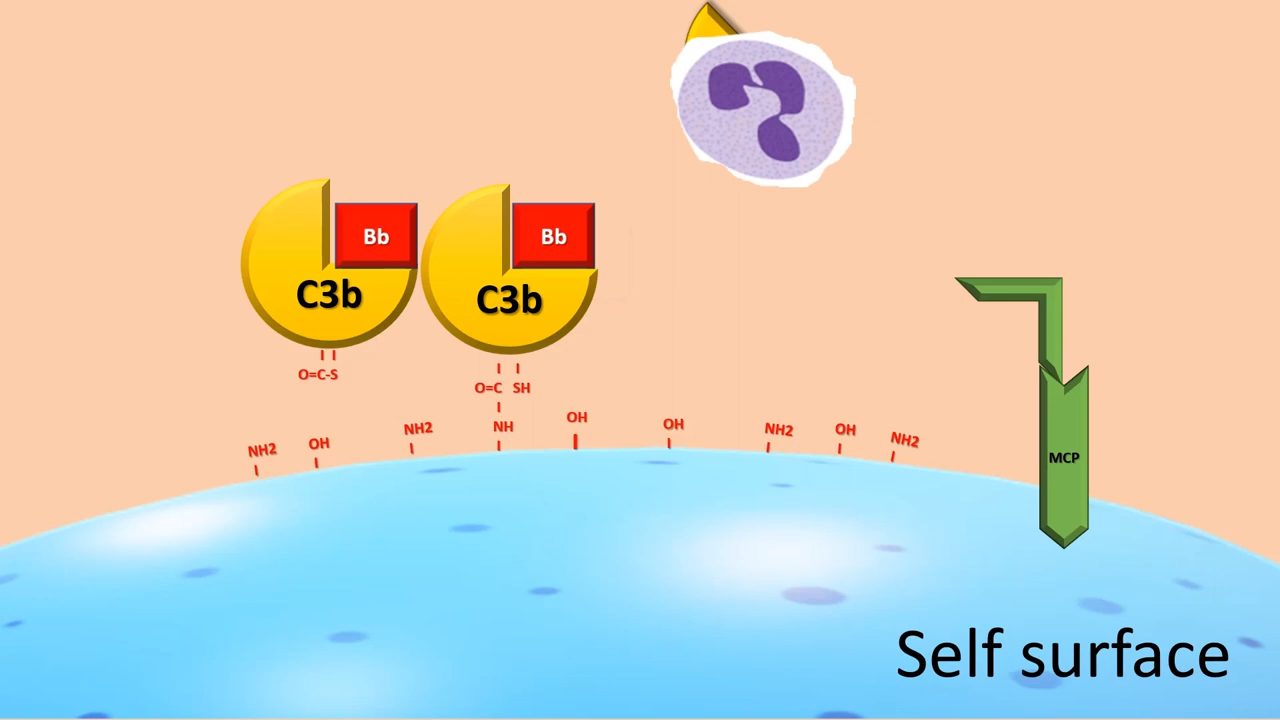 Bb
Bb
C3b
C3b
O=C-S
O=C SH
NH2
OH
NH2
NH
OH
OH
NH2
OH
NH2
MCP
Self surface